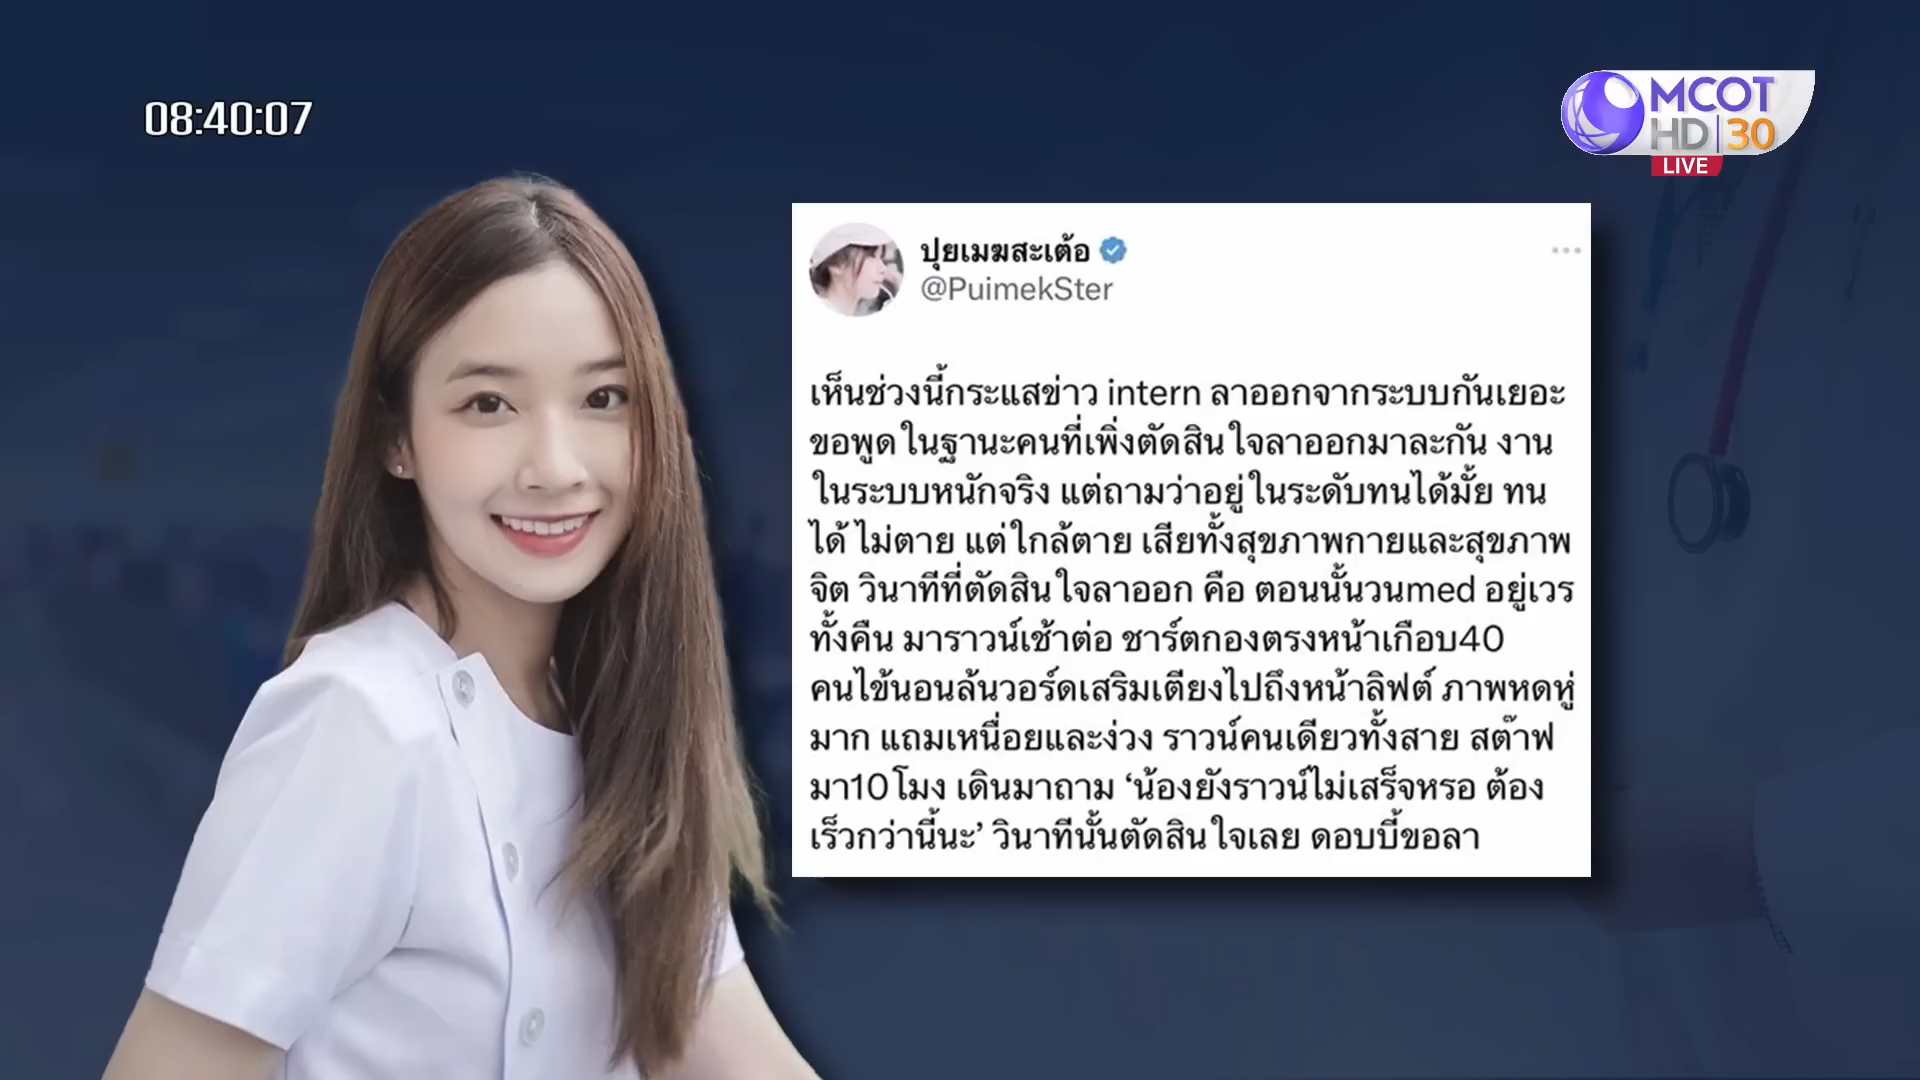 08:40:07
MCOT
HD 30
LIVE
ปุยเมฆสะเต้อ
@PuimekSter
เห็นช่วงนี้กระแสข่าว intern ลาออกจากระบบกันเยอะ
ขอพูดในฐานะคนที่เพิ่งตัดสินใจลาออกมาละกัน งาน
ในระบบหนักจริง แต่ถามว่าอยู่ในระดับทนได้มั้ย ทน
ได้ ไม่ตาย แต่ใกล้ตาย เสียทั้งสุขภาพกายและสุขภาพ
จิต วินาทีที่ตัดสินใจลาออก คือ ตอนนั้นวนmed อยู่เวร
ทั้งคืน มาราวน์เช้าต่อ ชาร์ตกองตรงหน้าเกือบ40
คนไข้นอนล้นวอร์ดเสริมเตียงไปถึงหน้าลิฟต์ ภาพหดหู่
มาก แถมเหนื่อยและง่วง ราวน์คนเดียวทั้งสาย สต๊าฟ
มา10โมง เดินมาถาม ‘น้องยังราวน์ไม่เสร็จหรอ ต้อง
เร็วกว่านี้นะ’ วินาทีนั้นตัดสินใจเลย ดอบบี้ขอลา